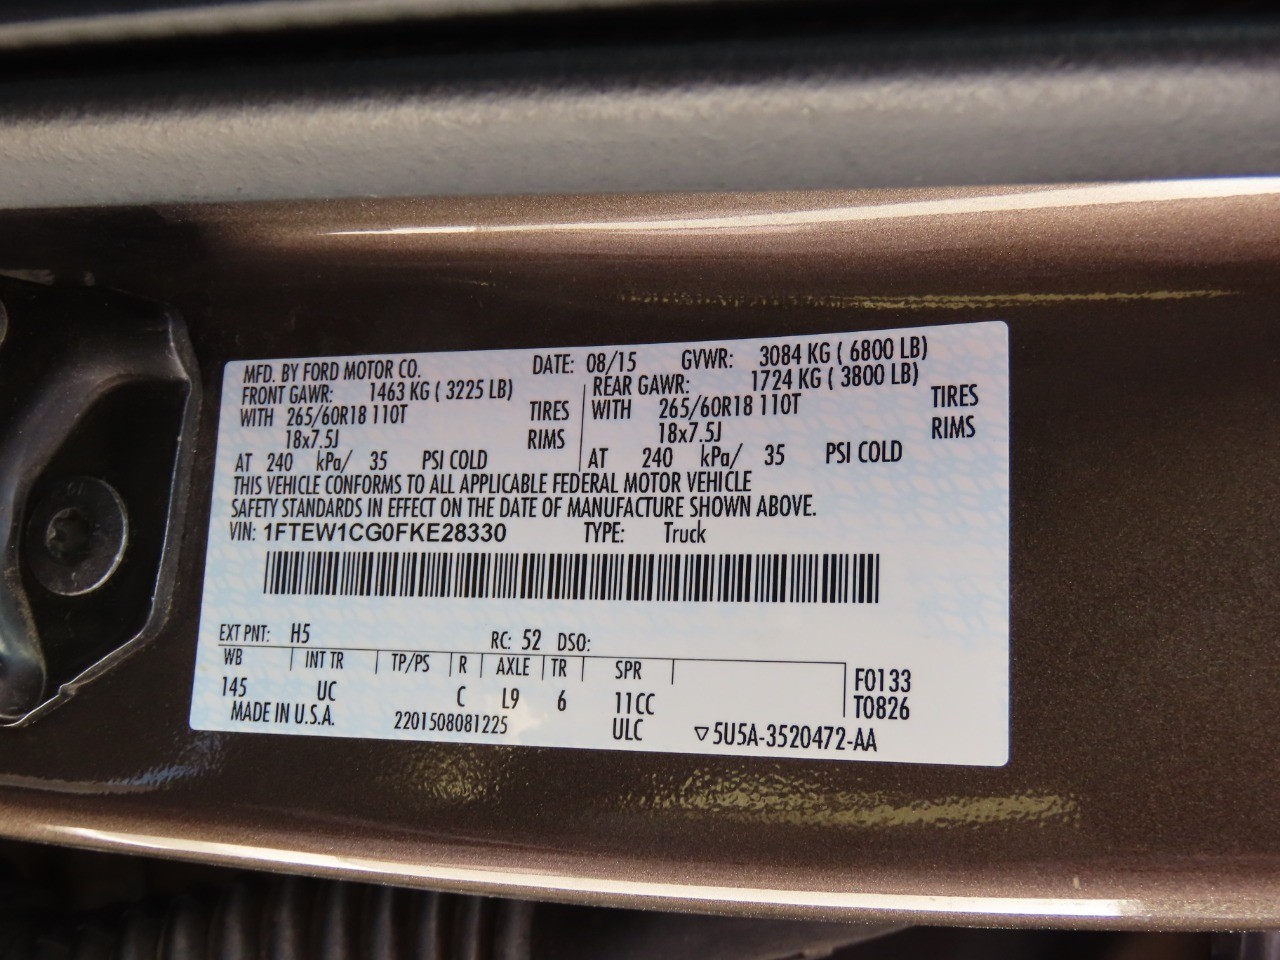 MFD. BY FORD MOTOR CO. DATE: 08/15 GVWR: 3084 KG ( 6800 LB)
FRONT GAWR: 1463 KG ( 3225 LB) REAR GAWR: 1724 KG ( 3800 LB)
WITH 265/60R18 110T TIRES WITH 265/60R18 110T TIRES
18x7.5J RIMS 18x7.5J RIMS
AT 240 kPa/ 35 PSI COLD AT 240 kPa/ 35 PSI COLD
THIS VEHICLE CONFORMS TO ALL APPLICABLE FEDERAL MOTOR VEHICLE
SAFETY STANDARDS IN EFFECT ON THE DATE OF MANUFACTURE SHOWN ABOVE.
VIN: 1FTEW1CG0FKE28330 TYPE: Truck
EXT PNT: H5 RC: 52 DSO:
WB INT TR TP/PS R AXLE TR SPR F0133
145 UC C L9 6 11CC T0826
MADE IN U.S.A. 2201508081225 ULC ▽5U5A-3520472-AA